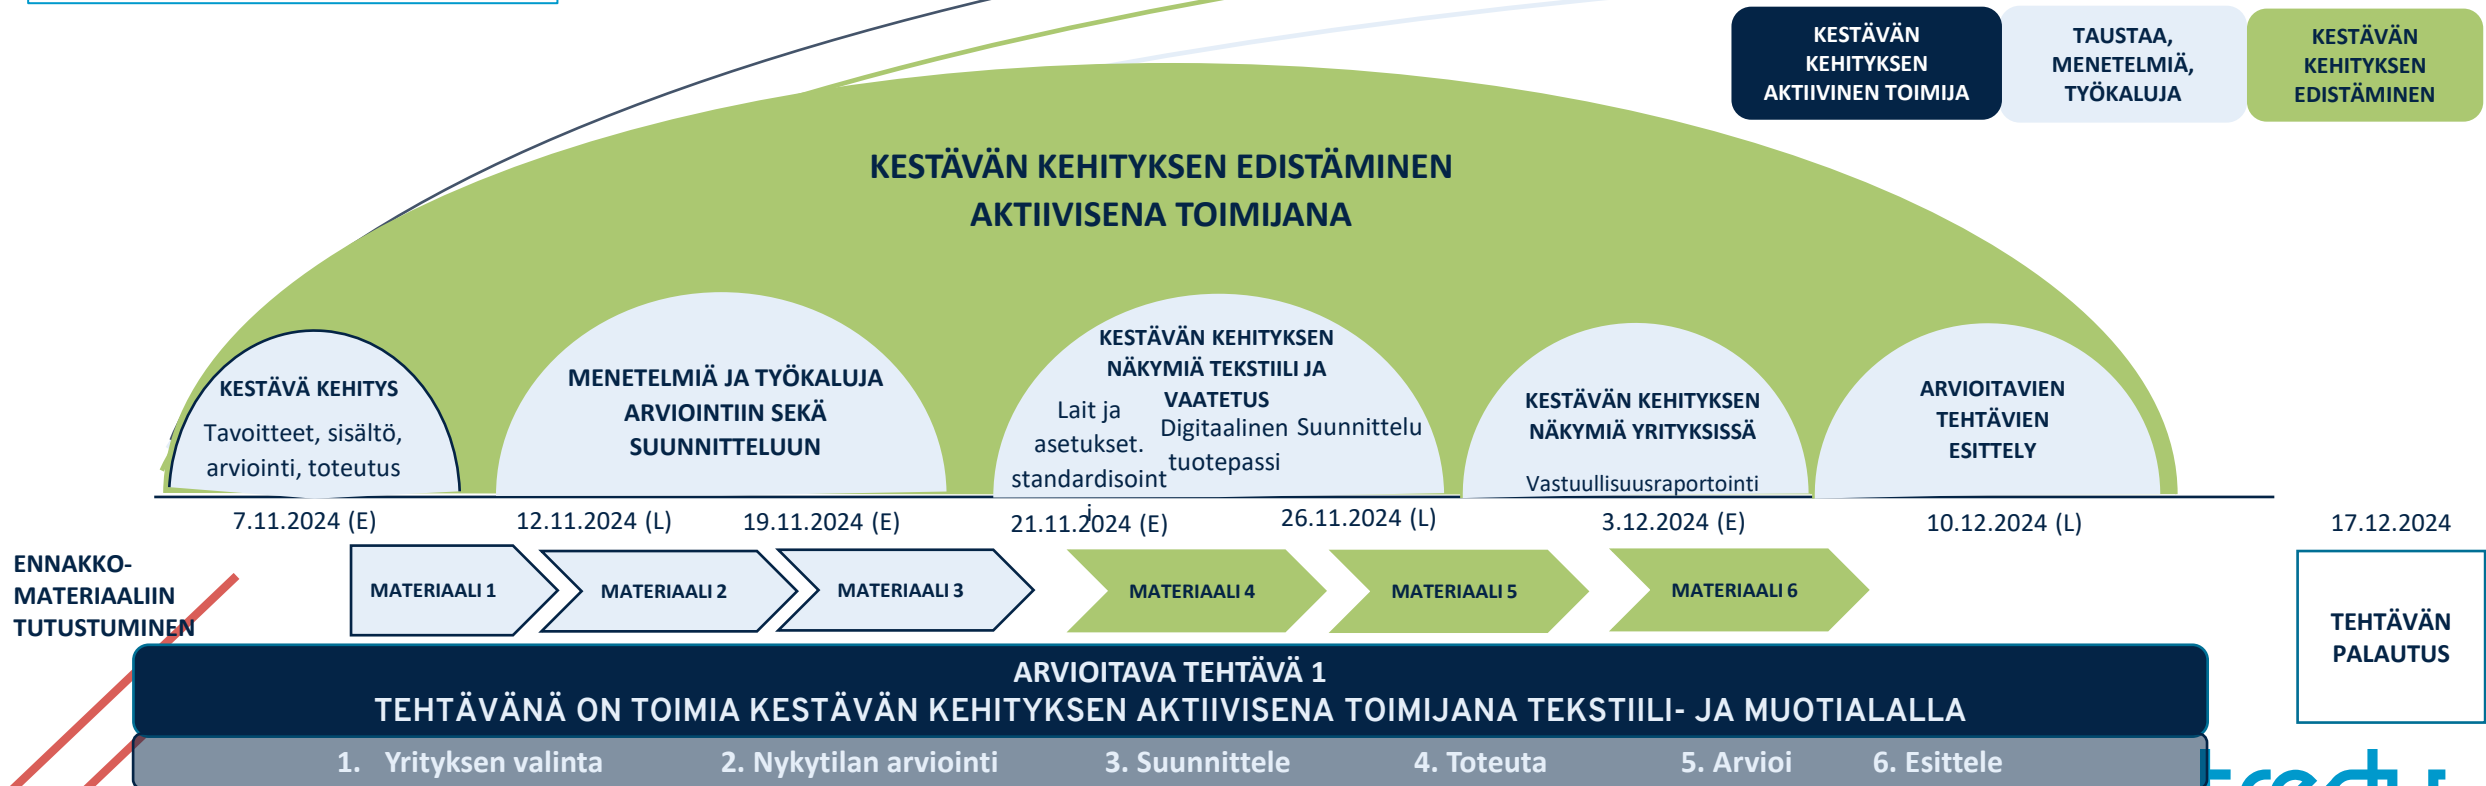 KESTÄVÄN
KEHITYKSEN
AKTIIVINEN TOIMIJA
TAUSTAA,
MENETELMIÄ,
TYÖKALUJA
KESTÄVÄN
KEHITYKSEN
EDISTÄMINEN
KESTÄVÄN KEHITYKSEN EDISTÄMINEN
AKTIIVISENA TOIMIJANA
KESTÄVÄ KEHITYS
Tavoitteet, sisältö,
arviointi, toteutus
MENETELMIÄ JA TYÖKALUJA
ARVIOINTIIN SEKÄ
SUUNNITTELUUN
KESTÄVÄN KEHITYKSEN
NÄKYMIÄ TEKSTIILI JA
VAATETUS
Lait ja
asetukset.
standardisoint
i
Digitaalinen
tuotepassi
Suunnittelu
KESTÄVÄN KEHITYKSEN
NÄKYMIÄ YRITYKSISSÄ
Vastuullisuusraportointi
ARVIOITAVIEN
TEHTÄVIEN
ESITTELY
7.11.2024 (E)
12.11.2024 (L)
19.11.2024 (E)
21.11.2024 (E)
26.11.2024 (L)
3.12.2024 (E)
10.12.2024 (L)
17.12.2024
ENNAKKO-
MATERIAALIIN
TUTUSTUMINEN
MATERIAALI 1
MATERIAALI 2
MATERIAALI 3
MATERIAALI 4
MATERIAALI 5
MATERIAALI 6
TEHTÄVÄN
PALAUTUS
ARVIOITAVA TEHTÄVÄ 1
TEHTÄVÄNÄ ON TOIMIA KESTÄVÄN KEHITYKSEN AKTIIVISENA TOIMIJANA TEKSTIILI- JA MUOTIALALLA
1. Yrityksen valinta
2. Nykytilan arviointi
3. Suunnittele
4. Toteuta
5. Arvioi
6. Esittele